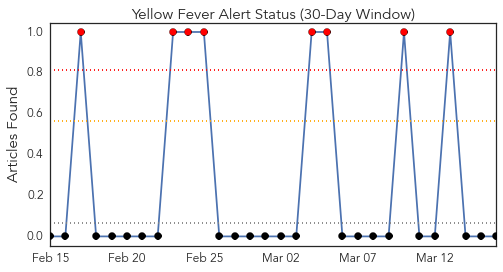 Yellow Fever Alert Status (30-Day Window)
Articles Found
1.0
0.8
0.6
0.4
0.2
0.0
Feb 15 Feb 20 Feb 25 Mar 02 Mar 07 Mar 12